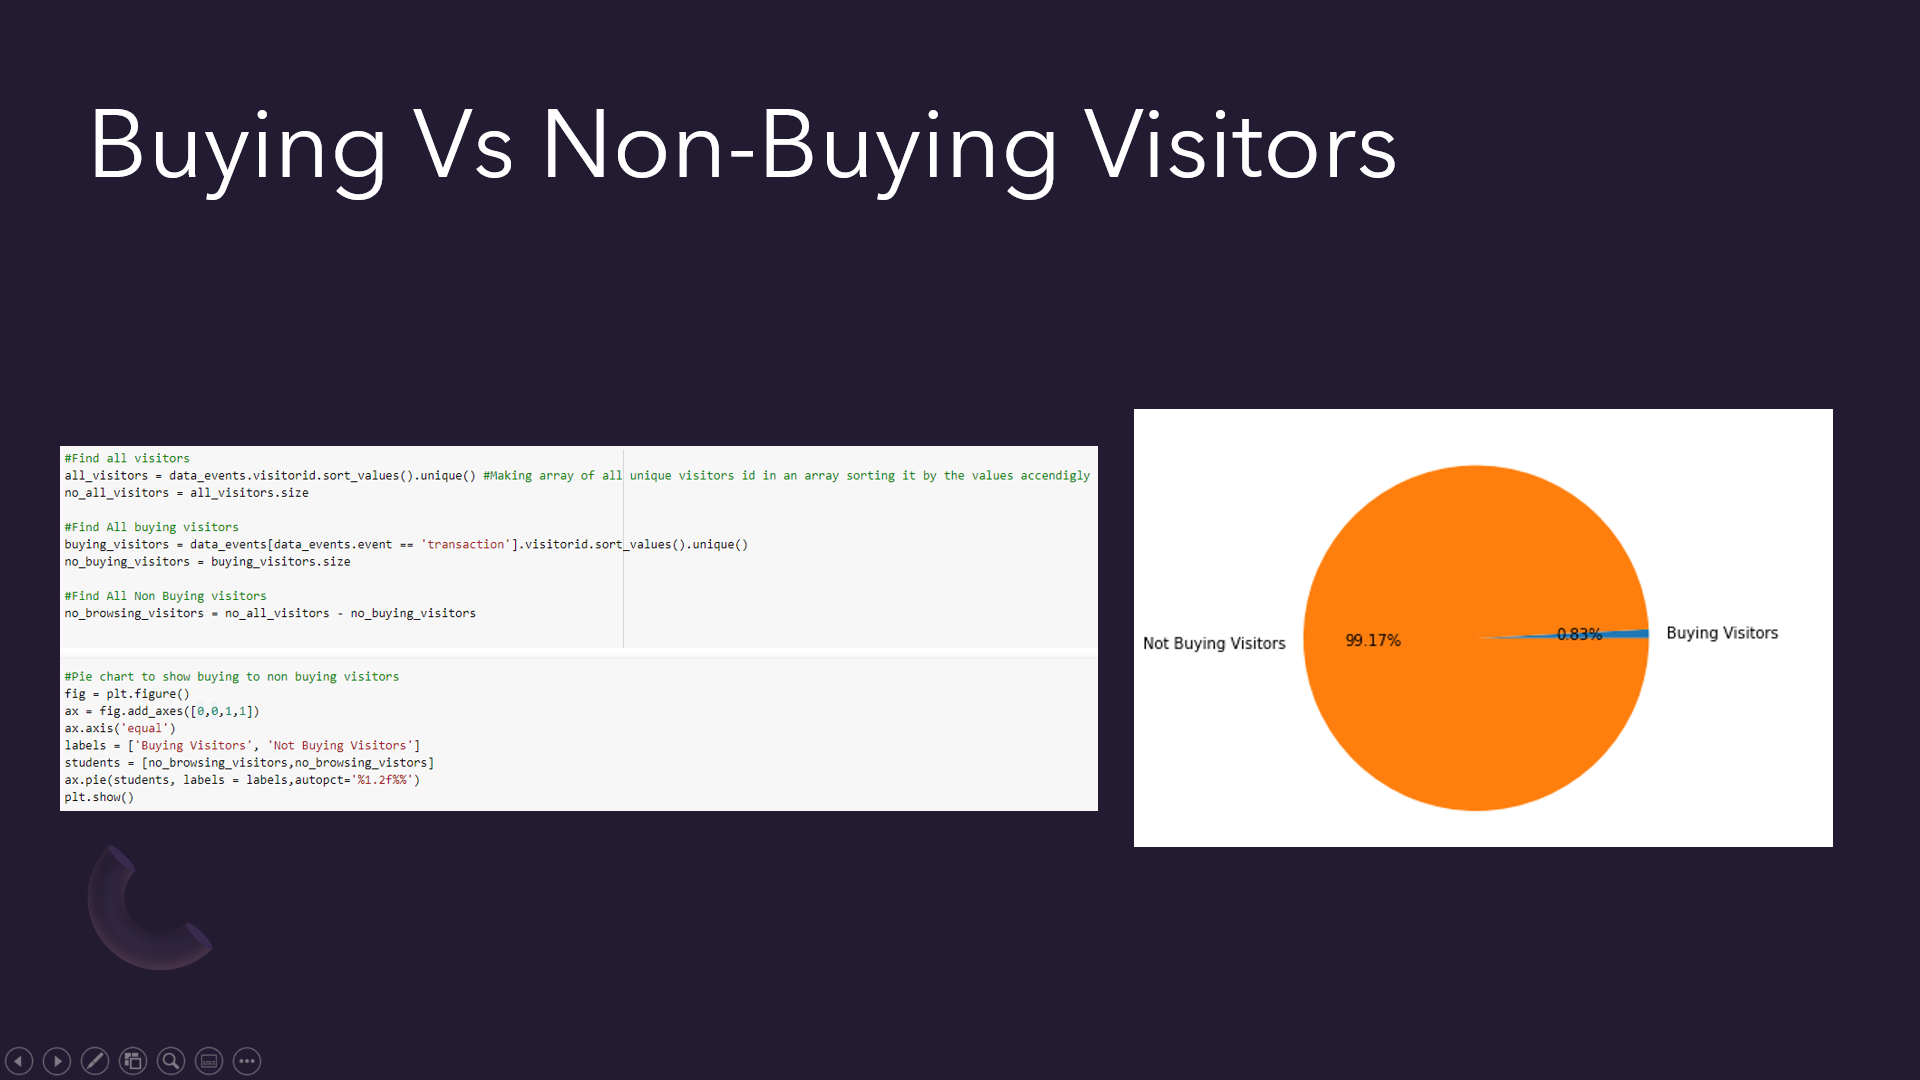 Buying Vs Non-Buying Visitors
#Find all visitors
all_visitors = data_events.visitorid.sort_values().unique() #Making array of all unique visitors id in an array sorting it by the values accendigly
no_all_visitors = all_visitors.size
#Find All buying visitors
buying_visitors = data_events[data_events.event == 'transaction'].visitorid.sort_values().unique()
no_buying_visitors = buying_visitors.size
#Find All Non Buying visitors
no_browsing_visitors = no_all_visitors - no_buying_visitors
#Pie chart to show buying to non buying visitors
fig = plt.figure()
ax = fig.add_axes([0,0,1,1])
ax.axis('equal')
labels = ['Buying Visitors', 'Not Buying Visitors']
students = [no_browsing_visitors,no_browsing_vistors]
ax.pie(students, labels = labels,autopct='%1.2f%%')
plt.show()
Not Buying Visitors
99.17%
0.83%
Buying Visitors